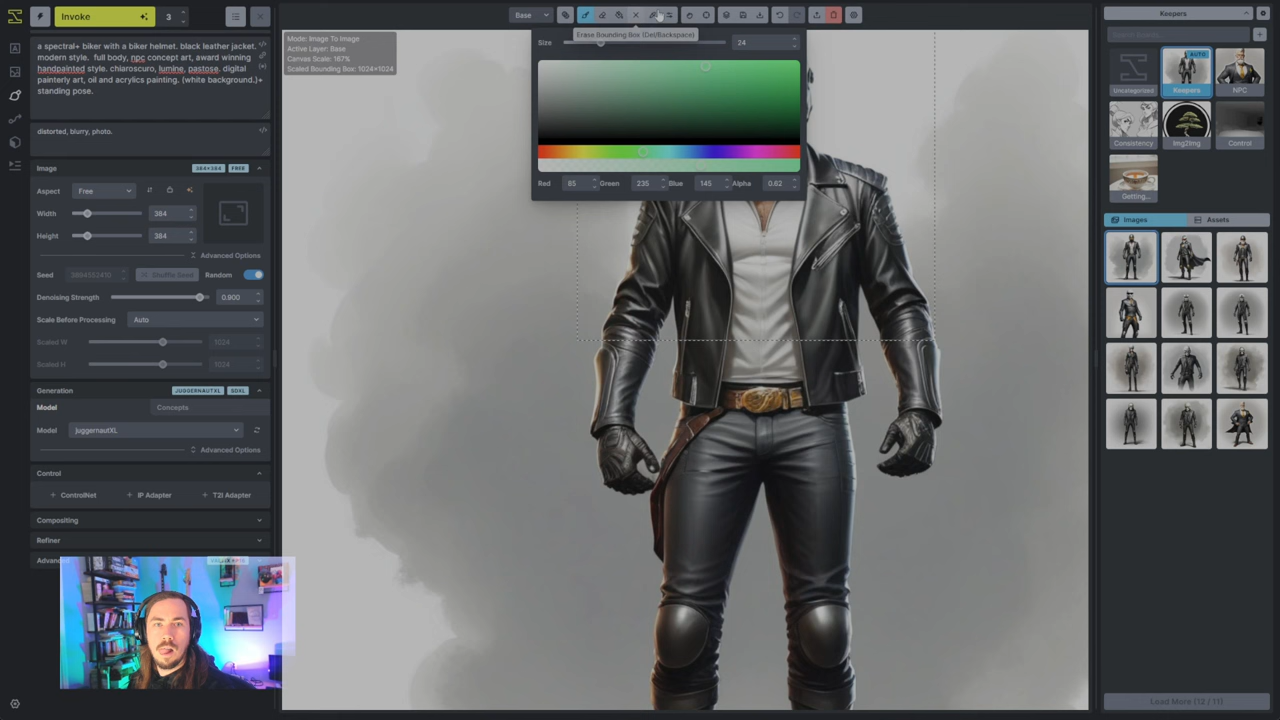 Invoke
3
Base
Erase Bounding Box (Del/Backspace)
Keepers
a spectral+ biker with a biker helmet. black leather jacket.
modern style.  full body, npc concept art, award winning
handpainted style. chiaroscuro, lumine, pastose. digital
painterly art, oil and acrylics painting, (white background.)+
standing pose.
distorted, blurry, photo.
Mode: Image To Image
Active Layer: Base
Canvas Scale: 167%
Scaled Bounding Box: 1024×1024
Size
24
Red 85 Green 235 Blue 145 Alpha 0.62
Image
384×384 FREE
Aspect Free
Width 384
Height 384
Advanced Options
Seed
Shuffle Seed
Random
Denoising Strength 0.900
Scale Before Processing Auto
Scaled W 1024
Scaled H 1024
Generation
JUGGERNAUTXL SDXL
Model
Concepts
Model juggernautXL
Advanced Options
Control
+ ControlNet
+ IP Adapter
+ T2I Adapter
Compositing
Refiner
AUTO
Uncategorized
Keepers
NPC
Consistency
Img2Img
Control
Getting...
Images
Assets
Load More (12 / 11)